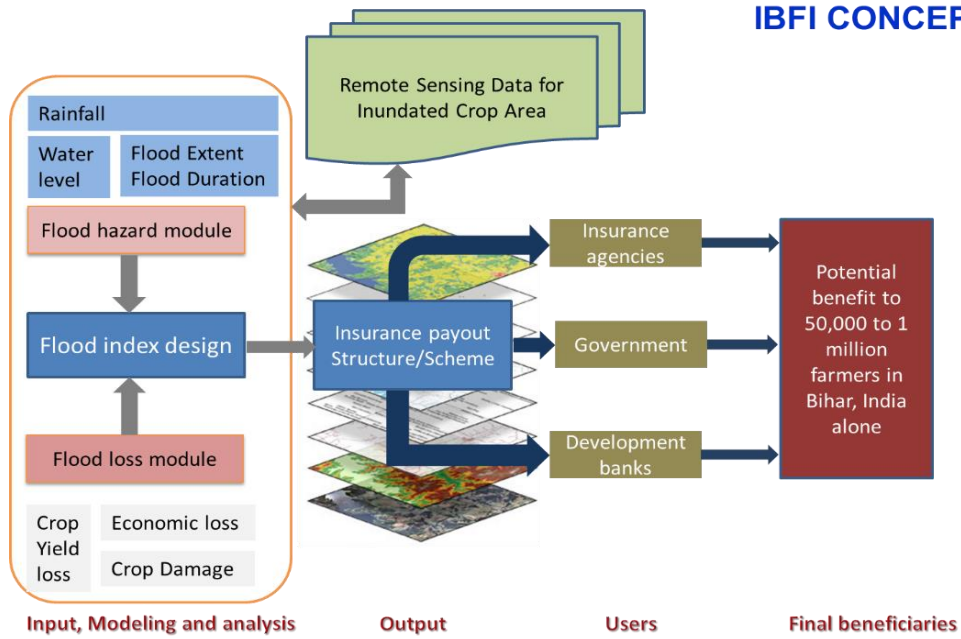 IBFI CONCEP
Remote Sensing Data for
Inundated Crop Area
Rainfall
Water
level
Flood Extent
Flood Duration
Flood hazard module
Flood index design
Flood loss module
Crop
Yield
loss
Economic loss
Crop Damage
Insurance payout
Structure/Scheme
Insurance
agencies
Government
Development
banks
Potential
benefit to
50,000 to 1
million
farmers in
Bihar, India
alone
Input, Modeling and analysis
Output
Users
Final beneficiaries